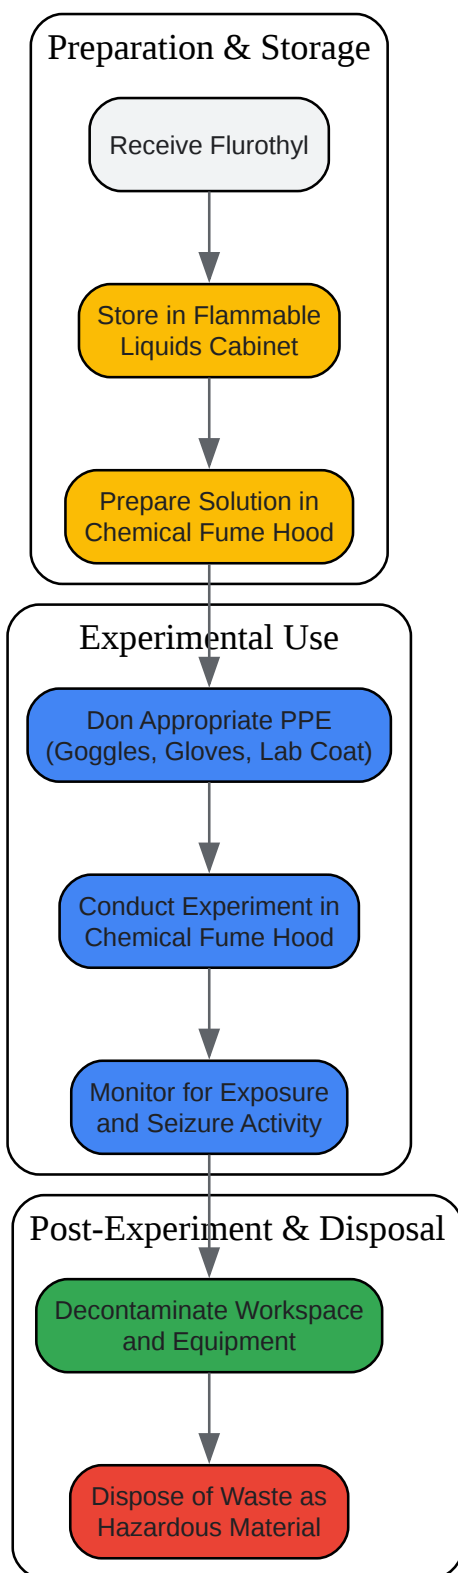 Preparation & Storage
Receive Flurothyl
Store in Flammable
Liquids Cabinet
Prepare Solution in
Chemical Fume Hood
Experimental Use
Don Appropriate PPE
(Goggles, Gloves, Lab Coat)
Conduct Experiment in
Chemical Fume Hood
Monitor for Exposure
and Seizure Activity
Post-Experiment & Disposal
Decontaminate Workspace
and Equipment
Dispose of Waste as
Hazardous Material